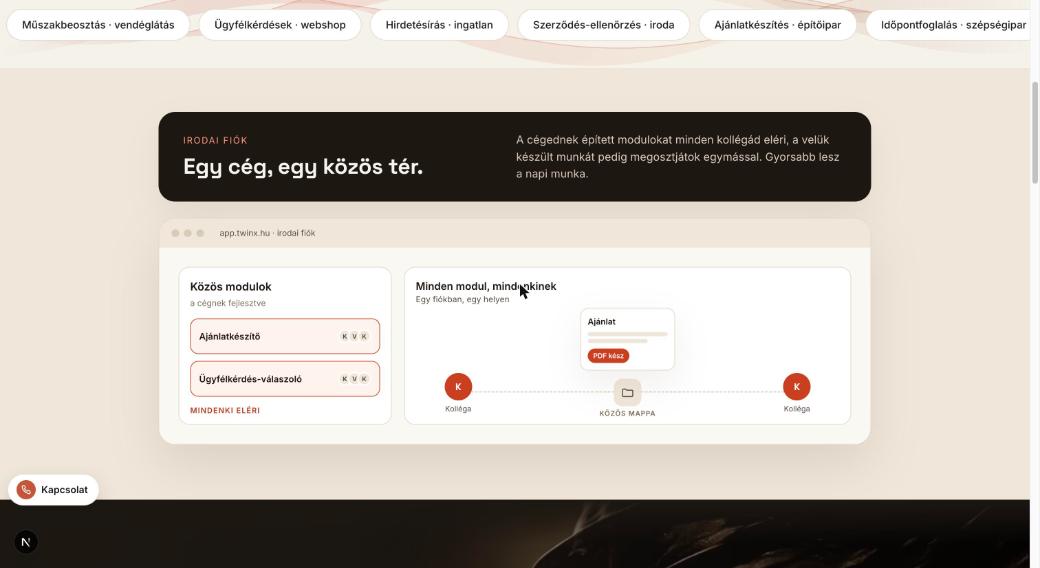 Műszakbeosztás · vendéglátás
Ügyfélkérdések · webshop
Hirdetésírás · ingatlan
Szerződés-ellenőrzés · iroda
Ajánlatkészítés · építőipar
Időpontfoglalás · szépségipar
IRODAI FIÓK
Egy cég, egy közös tér.
A cégednek épített modulokat minden kollégád eléri, a velük
készült munkát pedig megosztjátok egymással. Gyorsabb lesz
a napi munka.
app.twinx.hu · irodai fiók
Közös modulok
a cégnek fejlesztve
Ajánlatkészítő
K V K
Ügyfélkérdés-válaszoló
K V K
MINDENKI ELÉRI
Minden modul, mindenkinek
Egy fiókban, egy helyen
Ajánlat
PDF kész
K
Kolléga
KÖZÖS MAPPA
K
Kolléga
Kapcsolat
N